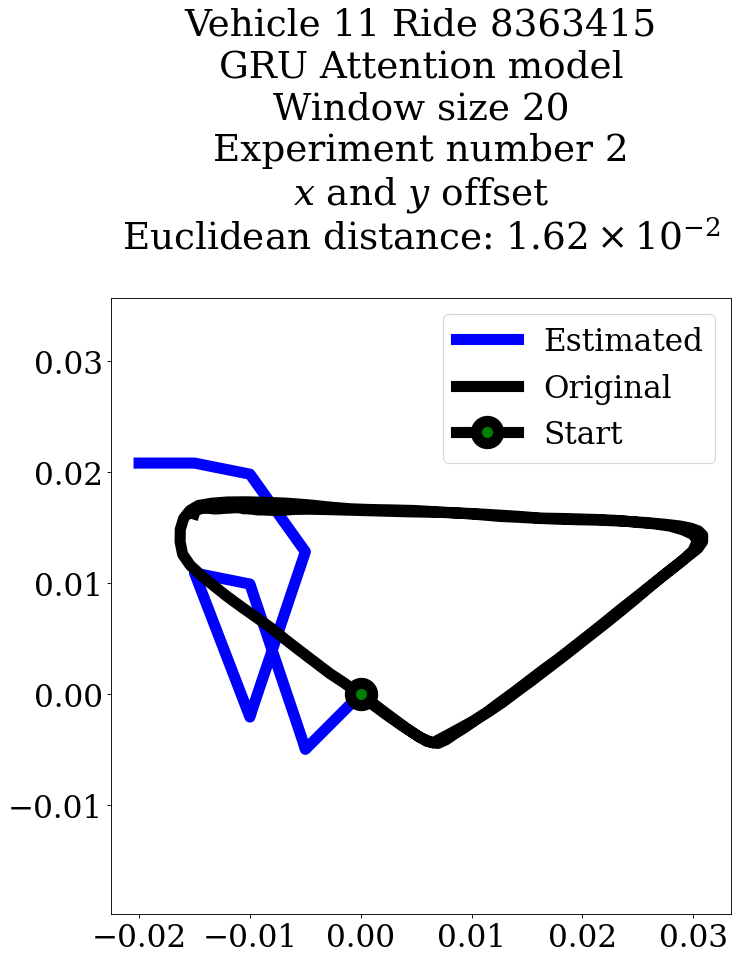 Vehicle 11 Ride 8363415
GRU Attention model
Window size 20
Experiment number 2
x and y offset
Euclidean distance: 1.62 × 10⁻²
Estimated
Original
Start
0.03
0.02
0.01
0.00
−0.01
−0.02 −0.01 0.00 0.01 0.02 0.03